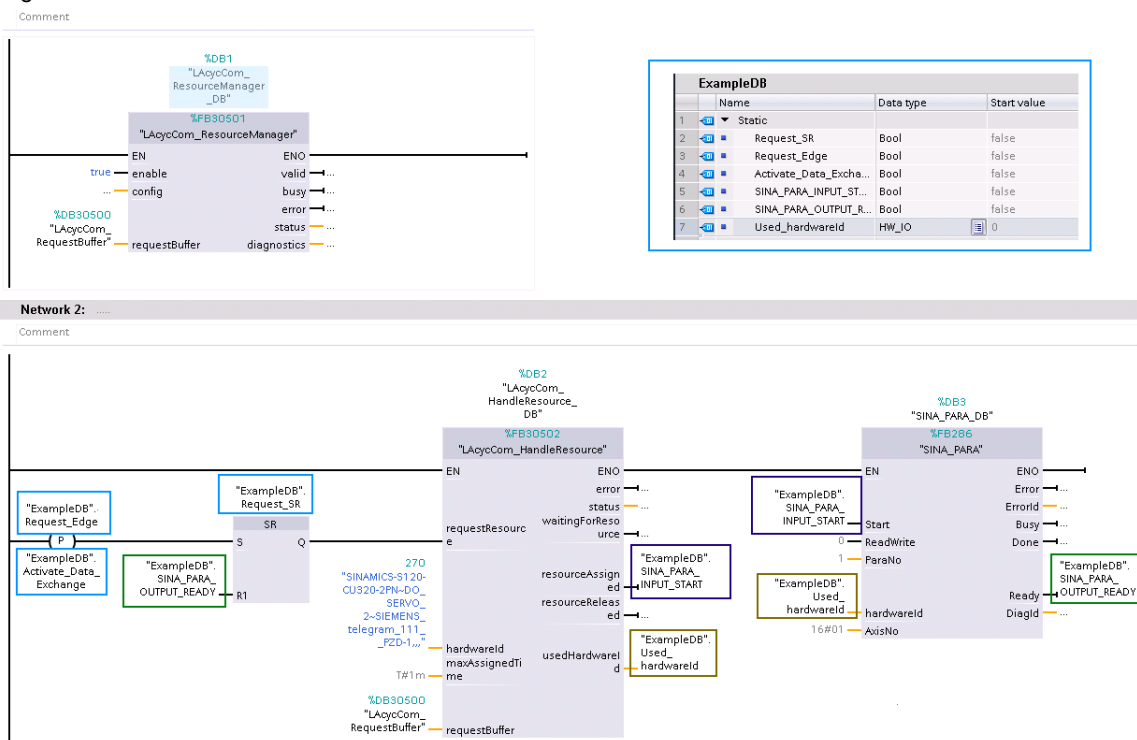 Comment
%DB1
"LAcycCom_
ResourceManager
_DB"
%FB30501
"LAcycCom_ResourceManager"
EN
ENO
true
enable
valid
...
...
config
busy
...
error
...
%DB30500
"LAcycCom_
RequestBuffer"
requestBuffer
status
...
diagnostics
...
ExampleDB
Name
Data type
Start value
1
Static
2
Request_SR
Bool
false
3
Request_Edge
Bool
false
4
Activate_Data_Excha...
Bool
false
5
SINA_PARA_INPUT_ST...
Bool
false
6
SINA_PARA_OUTPUT_R...
Bool
false
7
Used_hardwareId
HW_IO
0
Network 2:
.....
Comment
"ExampleDB".
Request_Edge
P
"ExampleDB".
Activate_Data_
Exchange
"ExampleDB".
Request_SR
SR
S
Q
"ExampleDB".
SINA_PARA_
OUTPUT_READY
R1
%DB2
"LAcycCom_
HandleResource_
DB"
%FB30502
"LAcycCom_HandleResource"
EN
ENO
error
...
status
...
requestResourc
e
waitingForReso
urce
...
270
"SINAMICS-S120-
CU320-2PN~DO_
SERVO_
2~SIEMENS_
telegram_111_
_PZD-1,,,"
hardwareId
resourceAssign
ed
"ExampleDB".
SINA_PARA_
INPUT_START
resourceReleas
ed
...
T#1m
maxAssignedTi
me
usedHardwareI
d
"ExampleDB".
Used_
hardwareId
%DB30500
"LAcycCom_
RequestBuffer"
requestBuffer
%DB3
"SINA_PARA_DB"
%FB286
"SINA_PARA"
EN
ENO
"ExampleDB".
SINA_PARA_
INPUT_START
Start
Error
...
ErrorId
...
0
ReadWrite
Busy
...
1
ParaNo
Done
...
"ExampleDB".
Used_
hardwareId
hardwareId
Ready
"ExampleDB".
SINA_PARA_
OUTPUT_READY
16#01
AxisNo
DiagId
...